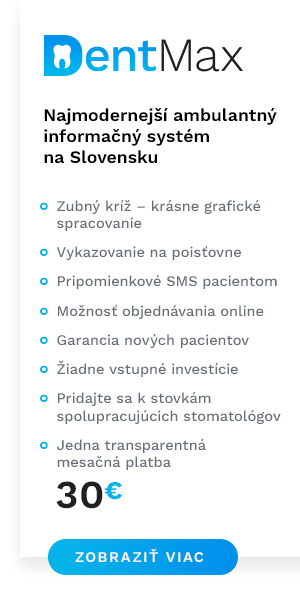 DentMax
Najmodernejší ambulantný
informačný systém
na Slovensku
Zubný kríž – krásne grafické
spracovanie
Vykazovanie na poisťovne
Pripomienkové SMS pacientom
Možnosť objednávania online
Garancia nových pacientov
Žiadne vstupné investície
Pridajte sa k stovkám
spolupracujúcich stomatológov
Jedna transparentná
mesačná platba
30€
ZOBRAZIŤ VIAC